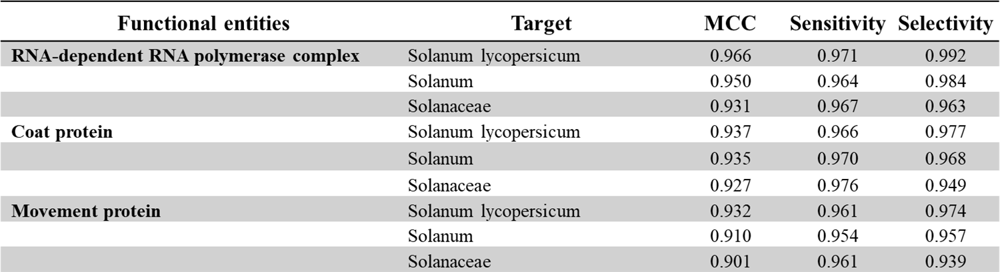 Functional entities Target MCC Sensitivity Selectivity
RNA-dependent RNA polymerase complex Solanum lycopersicum 0.966 0.971 0.992
Solanum 0.950 0.964 0.984
Solanaceae 0.931 0.967 0.963
Coat protein Solanum lycopersicum 0.937 0.966 0.977
Solanum 0.935 0.970 0.968
Solanaceae 0.927 0.976 0.949
Movement protein Solanum lycopersicum 0.932 0.961 0.974
Solanum 0.910 0.954 0.957
Solanaceae 0.901 0.961 0.939